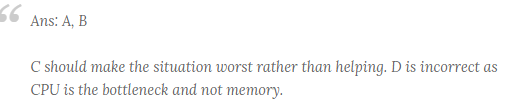 Ans: A, B
C should make the situation worst rather than helping. D is incorrect as
CPU is the bottleneck and not memory.